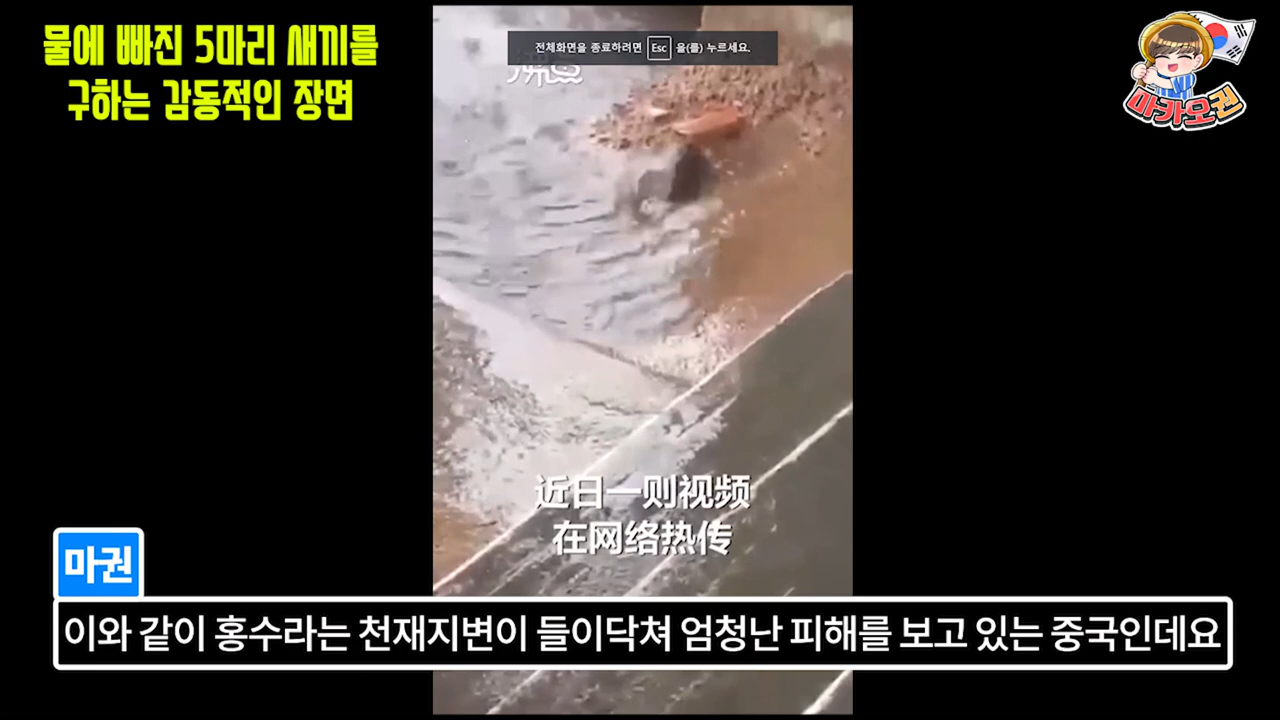 물에 빠진 5마리 새끼를
구하는 감동적인 장면
전체화면을 종료하려면 Esc 을(를) 누르세요.
마카오권
近日一则视频
在网络热传
마권
이와 같이 홍수라는 천재지변이 들이닥쳐 엄청난 피해를 보고 있는 중국인데요